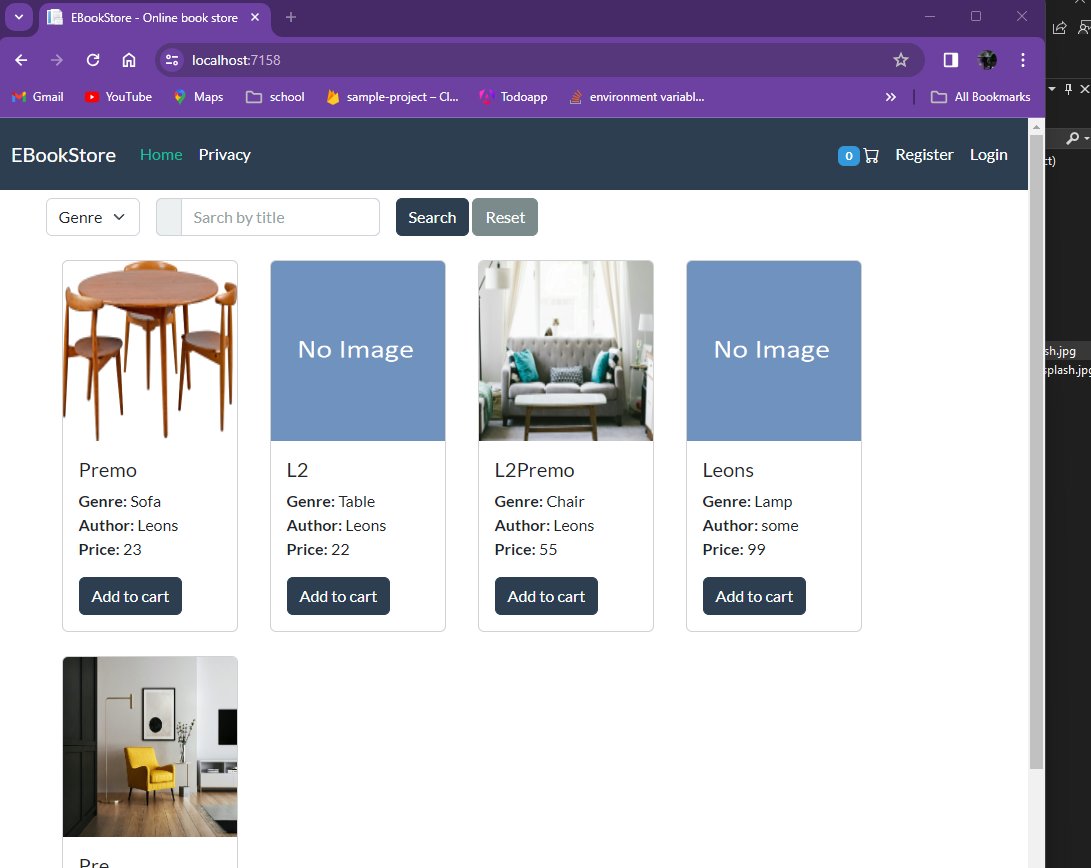 EBookStore - Online book store
localhost:7158
Gmail YouTube Maps school sample-project – Cl... Todoapp environment variabl... » All Bookmarks
EBookStore Home Privacy 0 Register Login
ct)
Genre Sarch by title Search Reset
No Image No Image
sh.jpg
splash.jpg
Premo L2 L2Premo Leons
Genre: Sofa Genre: Table Genre: Chair Genre: Lamp
Author: Leons Author: Leons Author: Leons Author: some
Price: 23 Price: 22 Price: 55 Price: 99
Add to cart Add to cart Add to cart Add to cart
Pre